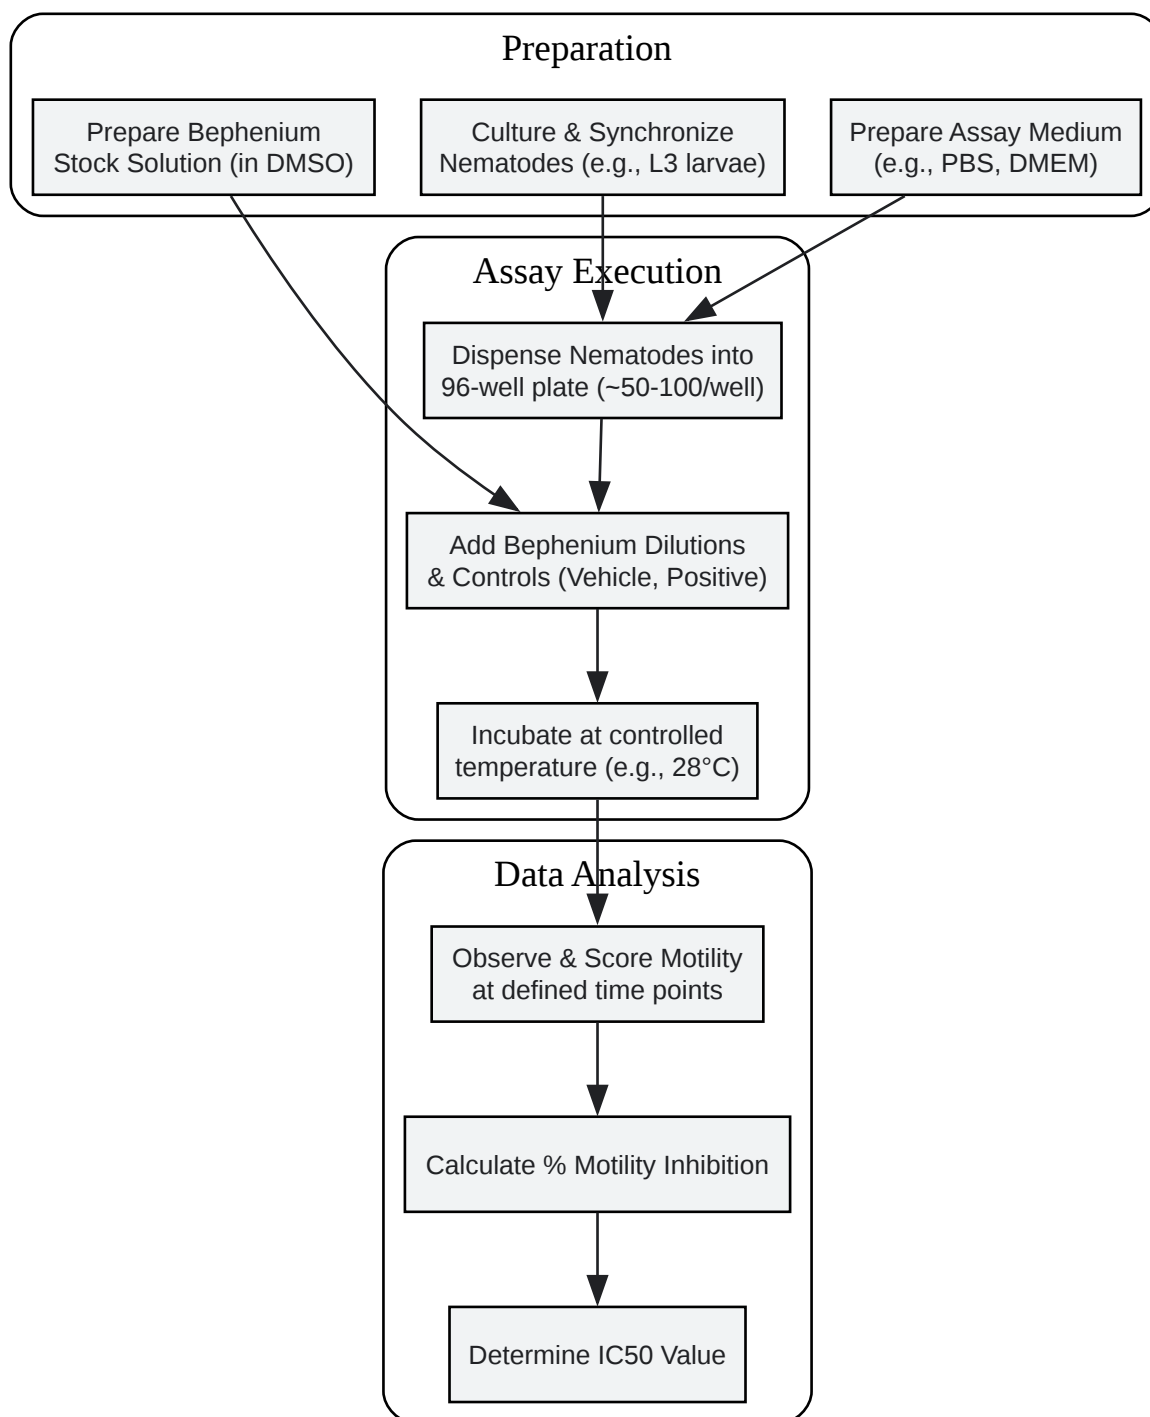 Preparation
Prepare Bephenium
Stock Solution (in DMSO)
Culture & Synchronize
Nematodes (e.g., L3 larvae)
Prepare Assay Medium
(e.g., PBS, DMEM)
Assay Execution
Dispense Nematodes into
96-well plate (~50-100/well)
Add Bephenium Dilutions
& Controls (Vehicle, Positive)
Incubate at controlled
temperature (e.g., 28°C)
Data Analysis
Observe & Score Motility
at defined time points
Calculate % Motility Inhibition
Determine IC50 Value